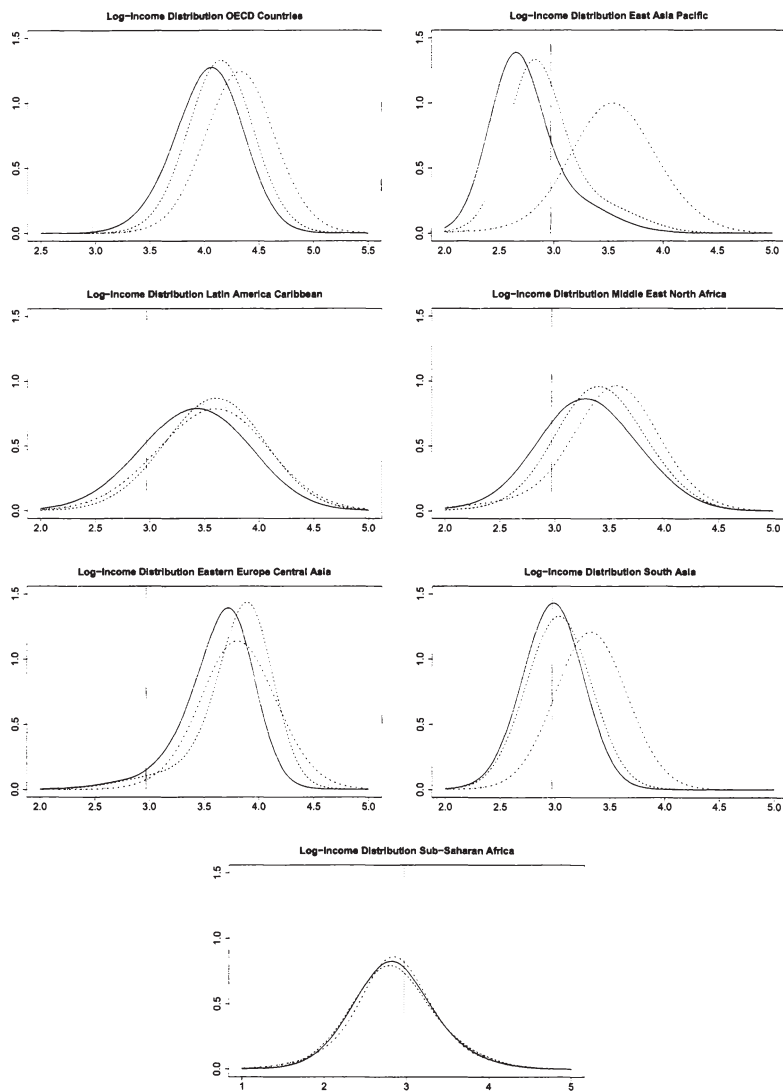 Log-Income Distribution OECD Countries
1.5
1.0
0.5
0.0
2.5 3.0 3.5 4.0 4.5 5.0 5.5
Log-Income Distribution East Asia Pacific
1.5
1.0
0.5
0.0
2.0 2.5 3.0 3.5 4.0 4.5 5.0
Log-Income Distribution Latin America Caribbean
1.5
1.0
0.5
0.0
2.0 2.5 3.0 3.5 4.0 4.5 5.0
Log-Income Distribution Middle East North Africa
1.5
1.0
0.5
0.0
2.0 2.5 3.0 3.5 4.0 4.5 5.0
Log-Income Distribution Eastern Europe Central Asia
1.5
1.0
0.5
0.0
2.0 2.5 3.0 3.5 4.0 4.5 5.0
Log-Income Distribution South Asia
1.5
1.0
0.5
0.0
2.0 2.5 3.0 3.5 4.0 4.5 5.0
Log-Income Distribution Sub-Saharan Africa
1.5
1.0
0.5
0.0
1 2 3 4 5